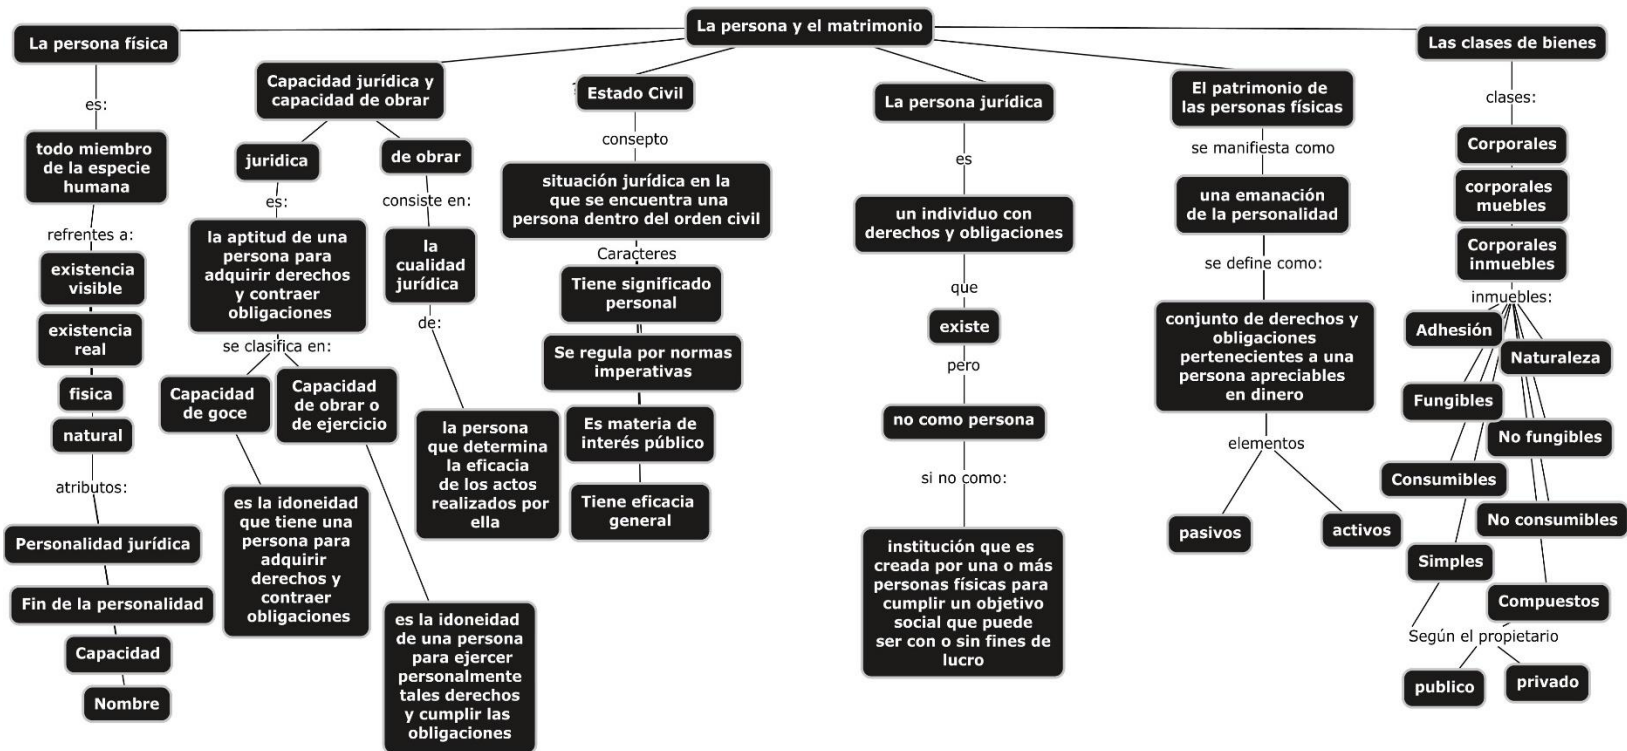 La persona y el matrimonio
La persona física
es:
todo miembro
de la especie
humana
refrentes a:
existencia
visible
existencia
real
fisica
natural
atributos:
Personalidad jurídica
Fin de la personalidad
Capacidad
Nombre
Capacidad jurídica y
capacidad de obrar
juridica
es:
la aptitud de una
persona para
adquirir derechos
y contraer
obligaciones
se clasifica en:
Capacidad
de goce
es la idoneidad
que tiene una
persona para
adquirir
derechos y
contraer
obligaciones
Capacidad
de obrar o
de ejercicio
es la idoneidad
de una persona
para ejercer
personalmente
tales derechos
y cumplir las
obligaciones
de obrar
consiste en:
la
cualidad
jurídica
de:
la persona
que determina
la eficacia
de los actos
realizados por
ella
Estado Civil
consepto
situación jurídica en la
que se encuentra una
persona dentro del orden civil
Caracteres
Tiene significado
personal
Se regula por normas
imperativas
Es materia de
interés público
Tiene eficacia
general
La persona jurídica
es
un individuo con
derechos y obligaciones
que
existe
pero
no como persona
si no como:
institución que es
creada por una o más
personas físicas para
cumplir un objetivo
social que puede
ser con o sin fines de
lucro
El patrimonio de
las personas físicas
se manifiesta como
una emanación
de la personalidad
se define como:
conjunto de derechos y
obligaciones
pertenecientes a una
persona apreciables
en dinero
elementos
pasivos
activos
Las clases de bienes
clases:
Corporales
corporales
muebles
Corporales
inmuebles
inmuebles:
Adhesión
Naturaleza
Fungibles
No fungibles
Consumibles
No consumibles
Simples
Compuestos
Según el propietario
publico
privado